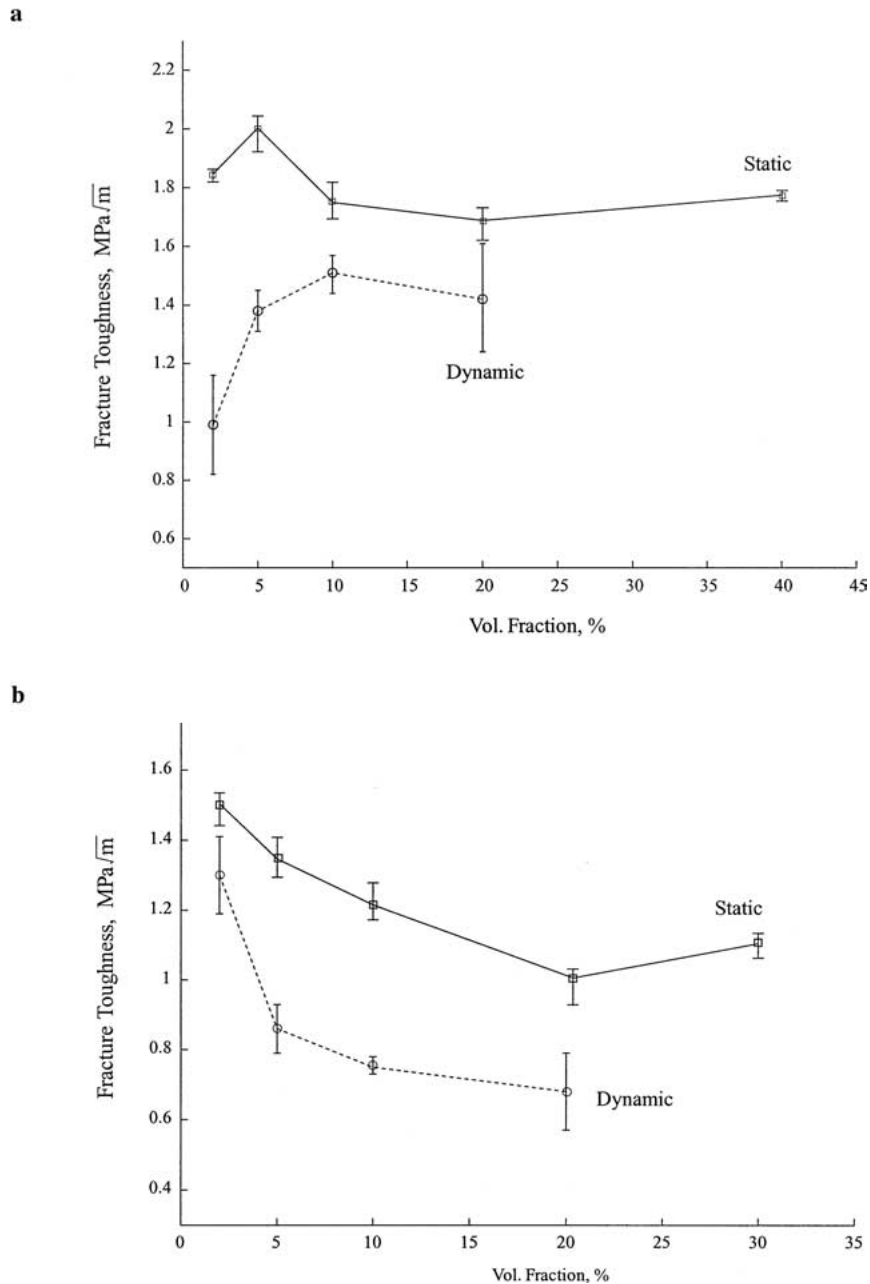 a
2.2
2
1.8
1.6
1.4
1.2
1
0.8
0.6
Static
Dynamic
Fracture Toughness, MPa√m
0 5 10 15 20 25 30 35 40 45
Vol. Fraction, %
b
1.6
1.4
1.2
1
0.8
0.6
0.4
Static
Dynamic
Fracture Toughness, MPa√m
0 5 10 15 20 25 30 35
Vol. Fraction, %